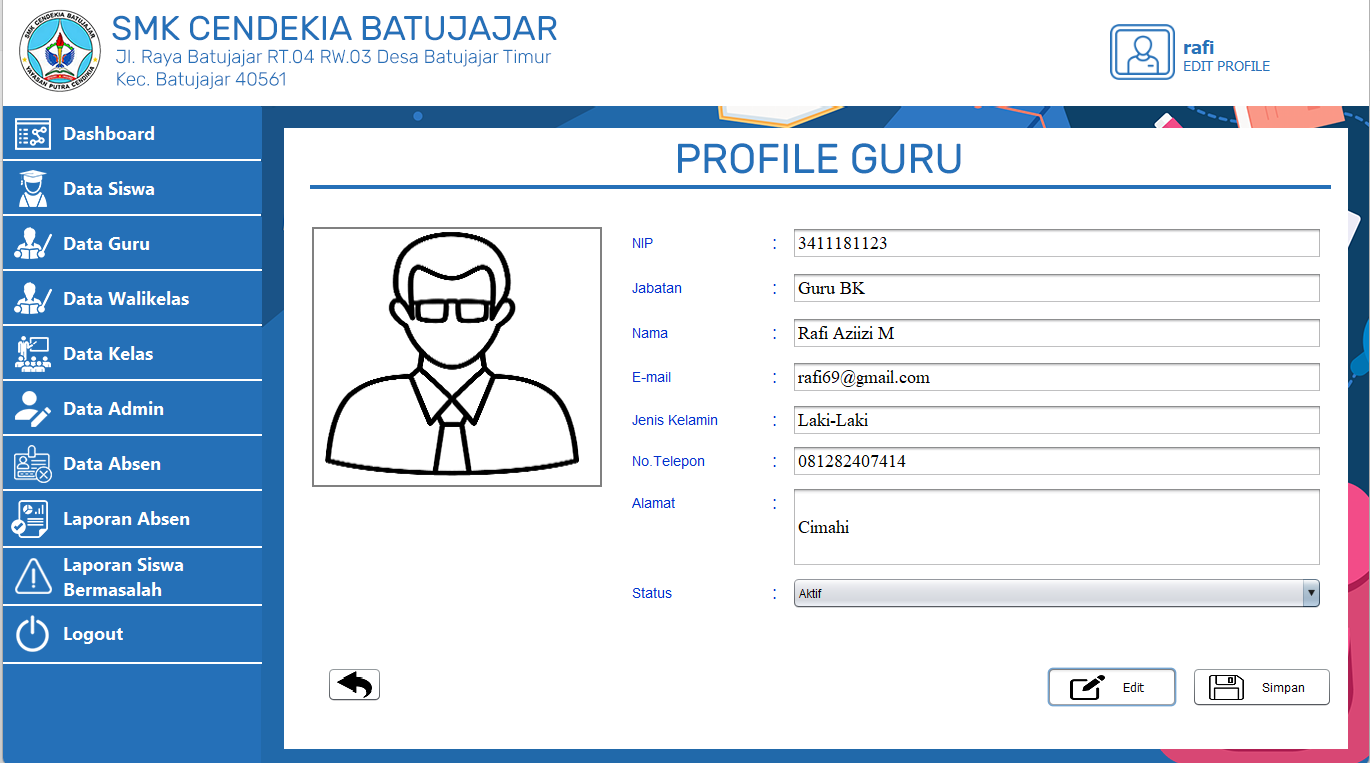 SMK CENDEKIA BATUJAJAR
YAYASAN PUTRA CENDIKIA
SMK CENDEKIA BATUJAJAR
Jl. Raya Batujajar RT.04 RW.03 Desa Batujajar Timur
Kec. Batujajar 40561
rafi
EDIT PROFILE
Dashboard
Data Siswa
Data Guru
Data Walikelas
Data Kelas
Data Admin
Data Absen
Laporan Absen
Laporan Siswa
Bermasalah
Logout
PROFILE GURU
NIP : 3411181123
Jabatan : Guru BK
Nama : Rafi Aziizi M
E-mail : rafi69@gmail.com
Jenis Kelamin : Laki-Laki
No.Telepon : 081282407414
Alamat : Cimahi
Status : Aktif
Edit
Simpan